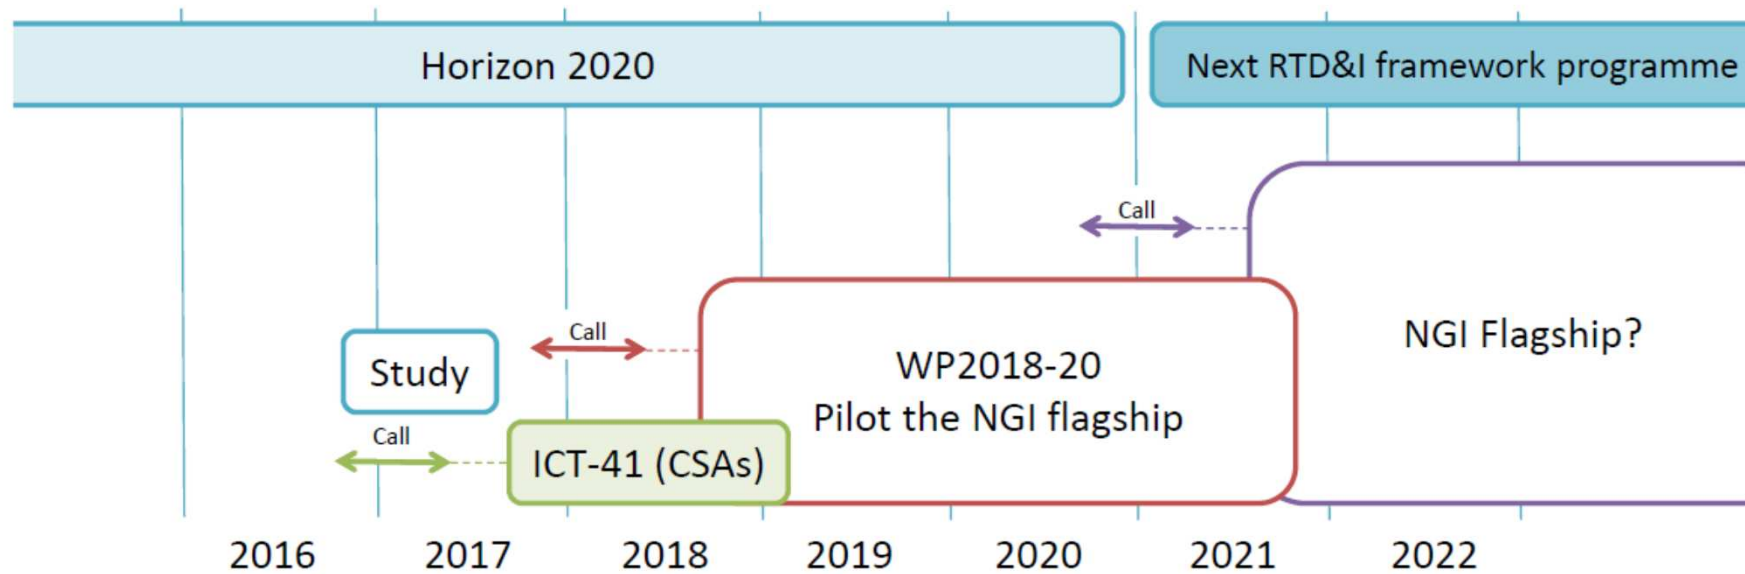 Horizon 2020
Next RTD&I framework programme
Call
NGI Flagship?
Call
WP2018-20
Pilot the NGI flagship
Study
Call
ICT-41 (CSAs)
2016 2017 2018 2019 2020 2021 2022